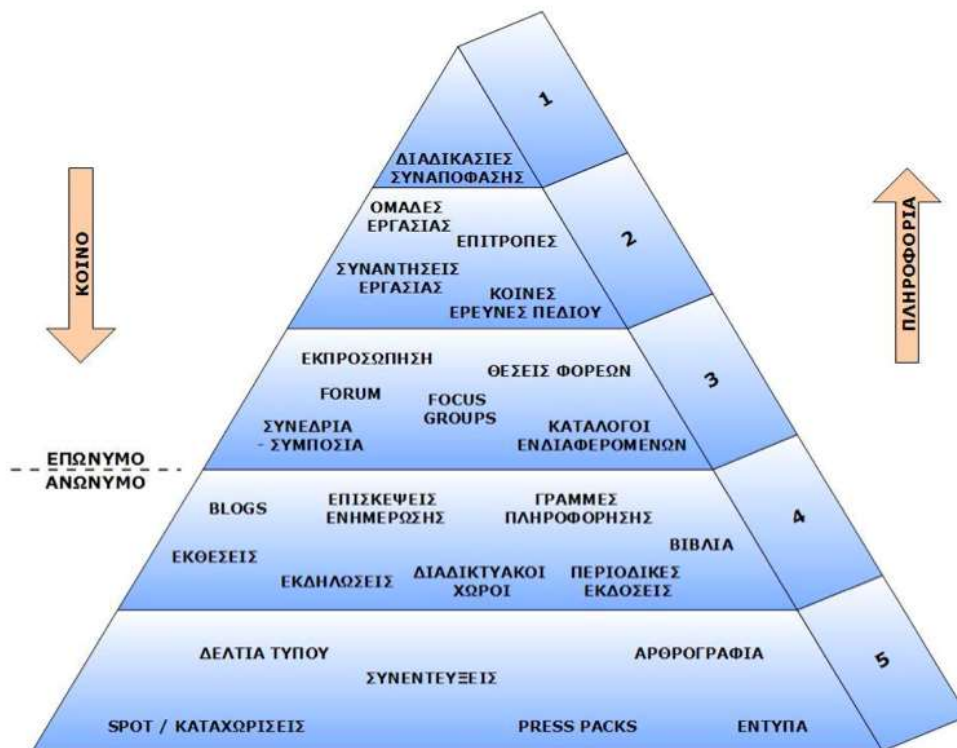 1
ΔΙΑΔΙΚΑΣΙΕΣ
ΣΥΝΑΠΟΦΑΣΗΣ
ΚΟΙΝΟ
ΠΛΗΡΟΦΟΡΙΑ
2
ΟΜΑΔΕΣ
ΕΡΓΑΣΙΑΣ
ΕΠΙΤΡΟΠΕΣ
ΣΥΝΑΝΤΗΣΕΙΣ
ΕΡΓΑΣΙΑΣ
ΚΟΙΝΕΣ
ΕΡΕΥΝΕΣ ΠΕΔΙΟΥ
3
ΕΚΠΡΟΣΩΠΗΣΗ
ΘΕΣΕΙΣ ΦΟΡΕΩΝ
FORUM
FOCUS
GROUPS
ΣΥΝΕΔΡΙΑ
- ΣΥΜΠΟΣΙΑ
ΚΑΤΑΛΟΓΟΙ
ΕΝΔΙΑΦΕΡΟΜΕΝΩΝ
ΕΠΩΝΥΜΟ
ΑΝΩΝΥΜΟ
4
BLOGS
ΕΠΙΣΚΕΨΕΙΣ
ΕΝΗΜΕΡΩΣΗΣ
ΓΡΑΜΜΕΣ
ΠΛΗΡΟΦΟΡΗΣΗΣ
ΒΙΒΛΙΑ
ΕΚΘΕΣΕΙΣ
ΕΚΔΗΛΩΣΕΙΣ
ΔΙΑΔΙΚΤΥΑΚΟΙ
ΧΩΡΟΙ
ΠΕΡΙΟΔΙΚΕΣ
ΕΚΔΟΣΕΙΣ
5
ΔΕΛΤΙΑ ΤΥΠΟΥ
ΣΥΝΕΝΤΕΥΞΕΙΣ
ΑΡΘΡΟΓΡΑΦΙΑ
SPOT / ΚΑΤΑΧΩΡΙΣΕΙΣ
PRESS PACKS
ΕΝΤΥΠΑ